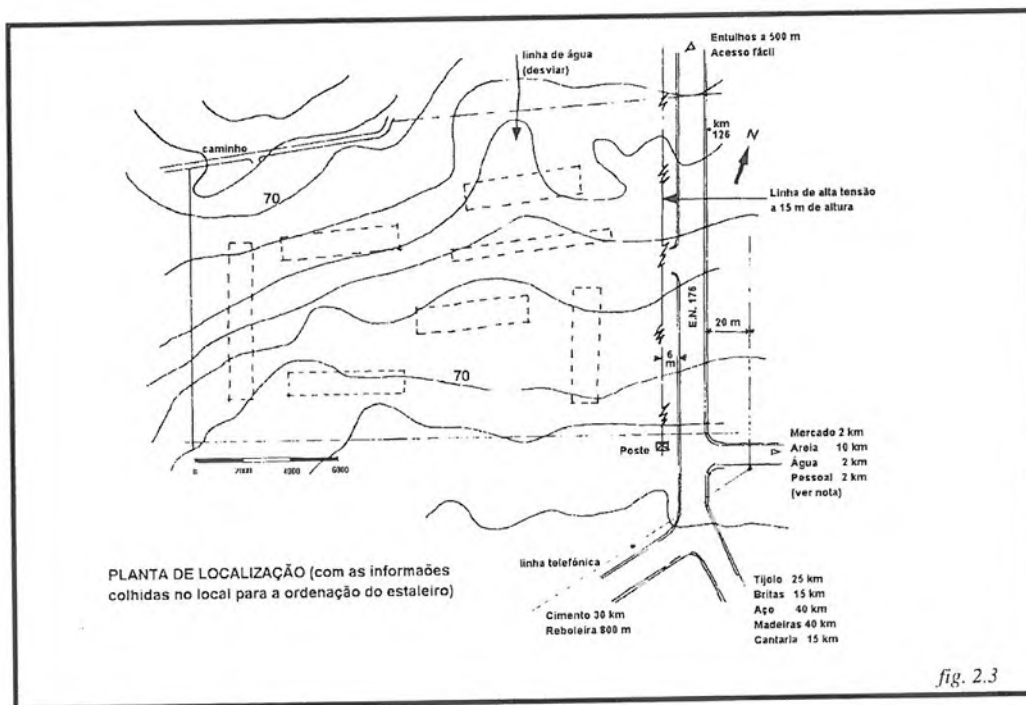 Entulhos a 500 m
Acesso fácil
linha de água
(desviar)
km
126
N
caminho
70
Linha de alta tensão
a 15 m de altura
E.N. 176
20 m
6
m
70
Poste
Mercado 2 km
Areia 10 km
Água 2 km
Pessoal 2 km
(ver nota)
0 2000 4000 6000
linha telefónica
PLANTA DE LOCALIZAÇÃO (com as informaões
colhidas no local para a ordenação do estaleiro)
Cimento 30 km
Reboleira 800 m
Tijolo 25 km
Britas 15 km
Aço 40 km
Madeiras 40 km
Cantaria 15 km
fig. 2.3